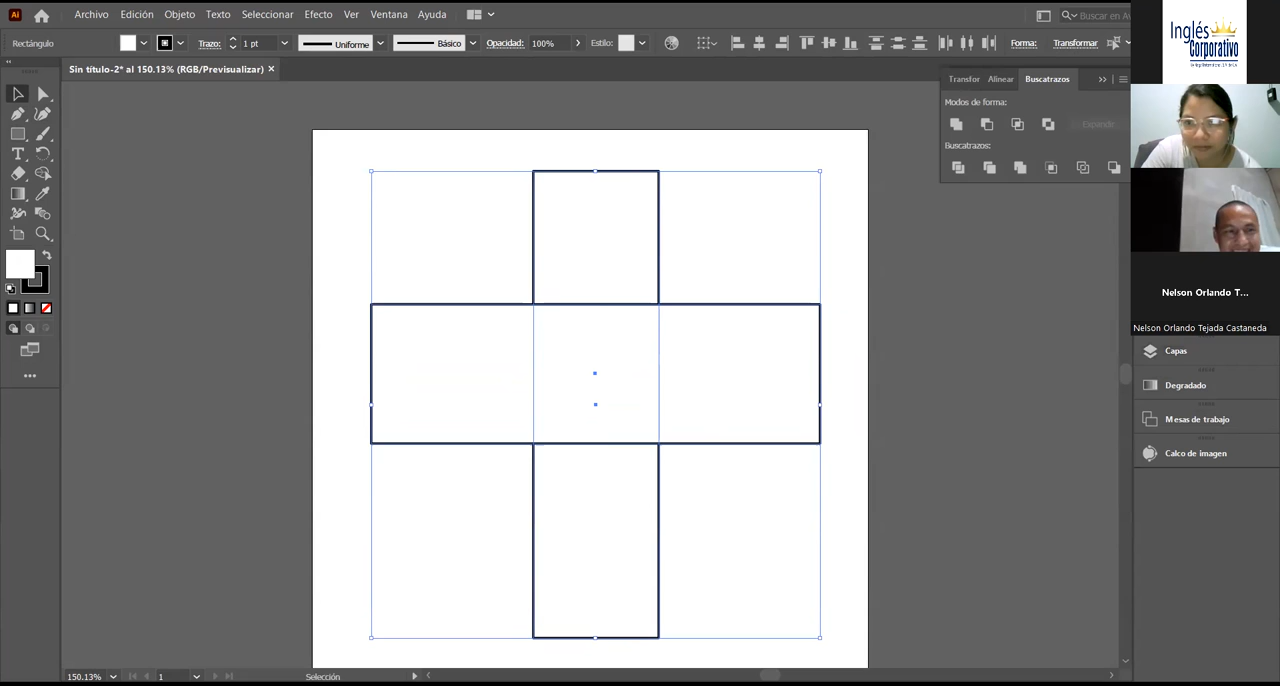 Ai Archivo Edición Objeto Texto Seleccionar Efecto Ver Ventana Ayuda Buscar en
Rectángulo Trazo: 1 pt Uniforme Básico Opacidad: 100% Estilo: Forma: Transformar
Sin título-2* al 150.13% (RGB/Previsualizar) ×
Transfor Alinear Buscatrazos
Modos de forma:
Expandir
Buscatrazos:
Inglés
Corporativo
Nelson Orlando T...
Nelson Orlando Tejada Castaneda
Capas
Degradado
Mesas de trabajo
Calco de imagen
150.13% 1 Selección